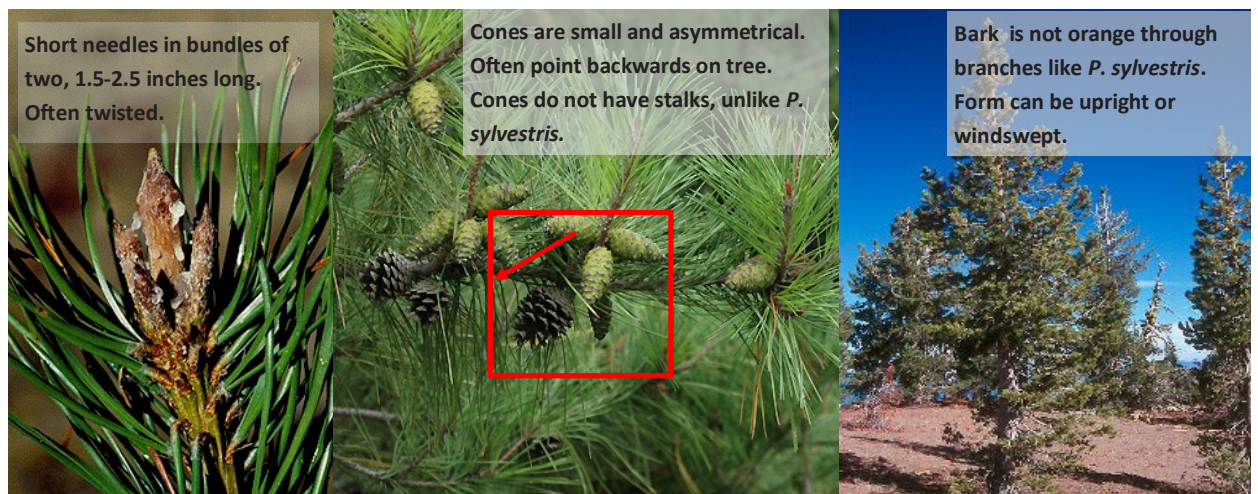 Short needles in bundles of
two, 1.5-2.5 inches long.
Often twisted.
Cones are small and asymmetrical.
Often point backwards on tree.
Cones do not have stalks, unlike P.
sylvestris.
Bark is not orange through
branches like P. sylvestris.
Form can be upright or
windswept.